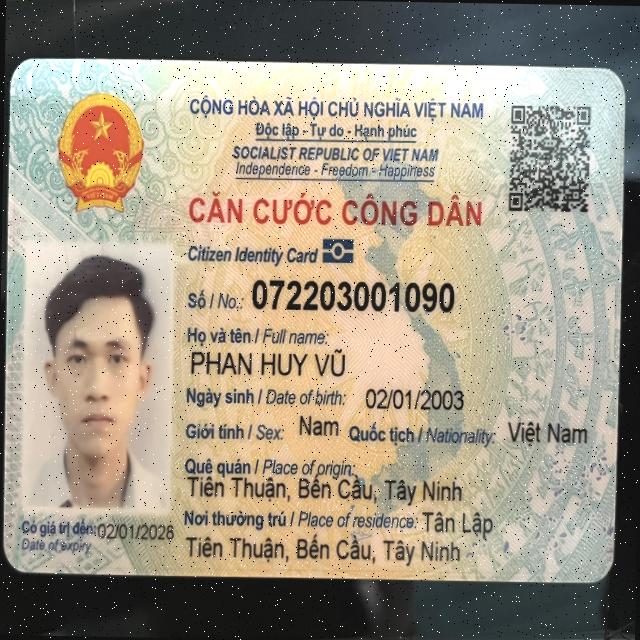 CỘNG HÒA XÃ HỘI CHỦ NGHĨA VIỆT NAM
Độc lập - Tự do - Hạnh phúc
SOCIALIST REPUBLIC OF VIET NAM
Independence - Freedom - Happiness
CĂN CƯỚC CÔNG DÂN
Citizen Identity Card
Số / No.: 072203001090
Họ và tên / Full name:
PHAN HUY VŨ
Ngày sinh / Date of birth: 02/01/2003
Giới tính / Sex: Nam Quốc tịch / Nationality: Việt Nam
Quê quán / Place of origin:
Tiên Thuận, Bến Cầu, Tây Ninh
Nơi thường trú / Place of residence: Tân Lập
Tiên Thuận, Bến Cầu, Tây Ninh
Có giá trị đến: 02/01/2028
Date of expiry